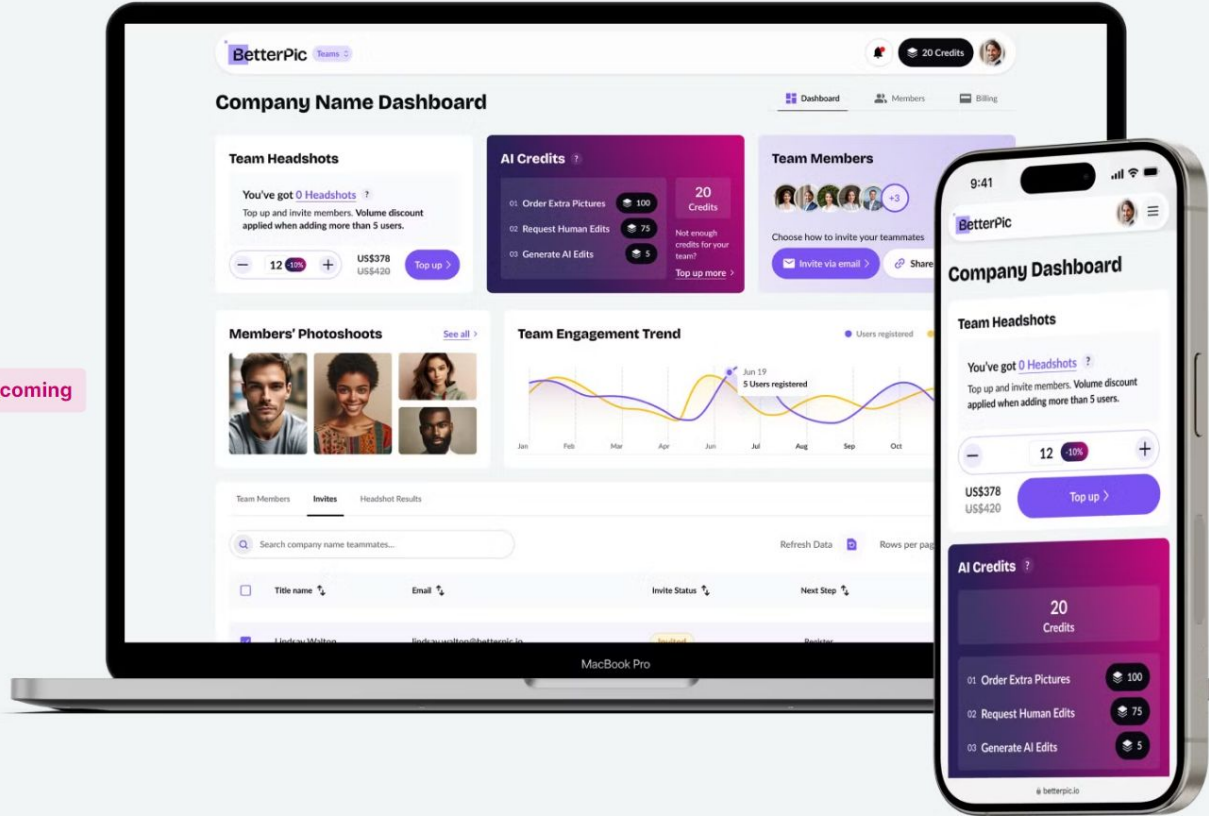 BetterPic Teams
20 Credits
Company Name Dashboard
Dashboard Members Billing
Team Headshots
You've got 0 Headshots ?
Top up and invite members. Volume discount
applied when adding more than 5 users.
− 12 -10% +
US$378
US$420
Top up >
AI Credits ?
01 Order Extra Pictures 100
02 Request Human Edits 75
03 Generate AI Edits 5
20
Credits
Not enough
credits for your
team?
Top up more >
Team Members
+3
Choose how to invite your teammates
Invite via email >
Share
Members' Photoshoots
See all >
Team Engagement Trend
Users registered
Jun 19
5 Users registered
Jan Feb Mar Apr Jun Jul Aug Sep Oct
coming
Team Members Invites Headshot Results
Search company name teammates...
Refresh Data Rows per pag
Title name Email Invite Status Next Step
Lindsay Walton lindsay.walton@betterpic.io Invited Register
MacBook Pro
9:41
BetterPic
Company Dashboard
Team Headshots
You've got 0 Headshots ?
Top up and invite members. Volume discount
applied when adding more than 5 users.
− 12 -10% +
US$378
US$420
Top up >
AI Credits ?
20
Credits
01 Order Extra Pictures 100
02 Request Human Edits 75
03 Generate AI Edits 5
betterpic.io